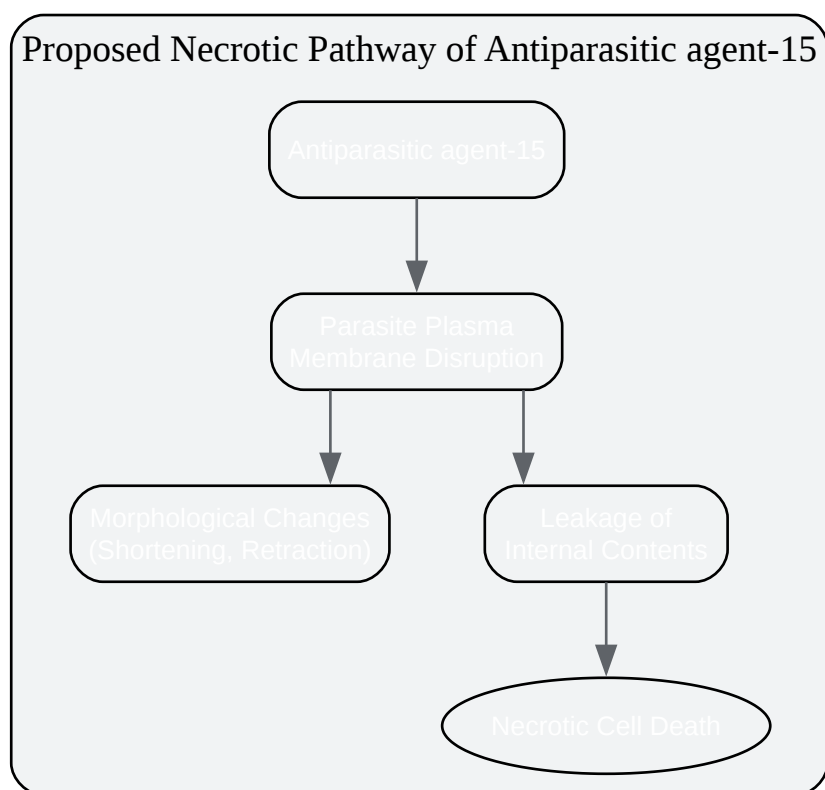 Proposed Necrotic Pathway of Antiparasitic agent-15
Antiparasitic agent-15
Parasite Plasma
Membrane Disruption
Morphological Changes
(Shortening, Retraction)
Leakage of
Internal Contents
Necrotic Cell Death